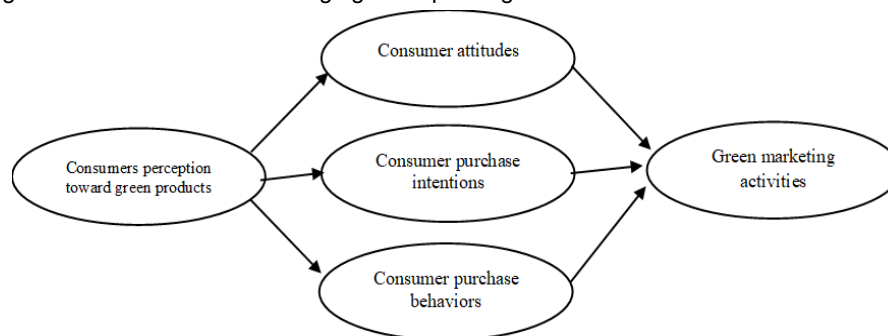 Consumer attitudes
Consumers perception
toward green products
Consumer purchase
intentions
Green marketing
activities
Consumer purchase
behaviors